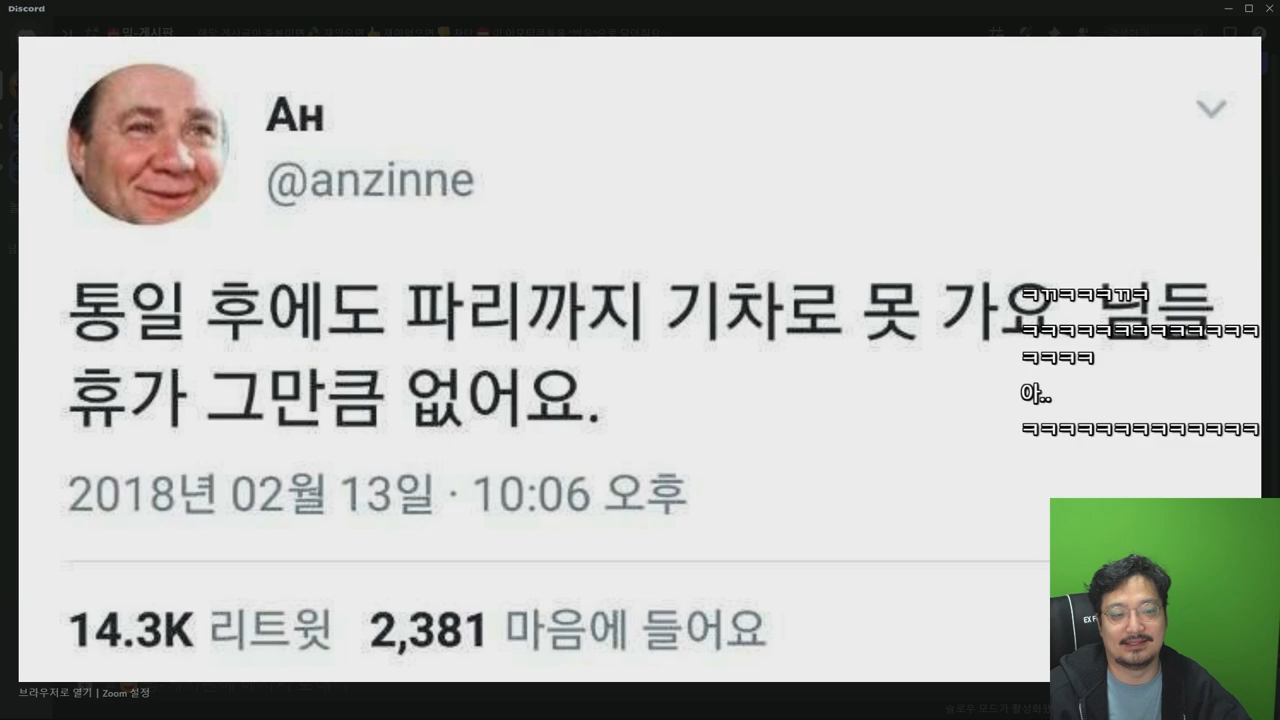 Discord
Ан
@anzinne
통일 후에도 파리까지 기차로 못 가요 님들
휴가 그만큼 없어요.
2018년 02월 13일 · 10:06 오후
14.3K 리트윗 2,381 마음에 들어요
ㅋㄲㅋㅋㅋㄲㅋ
ㅋㅋㅋㅋㅋㅋㅋㅋㅋㅋㅋㅋㅋ
ㅋㅋㅋㅋ
아..
ㅋㅋㅋㅋㅋㅋㅋㅋㅋㅋㅋㅋㅋ
브라우저로 열기 | Zoom 설정